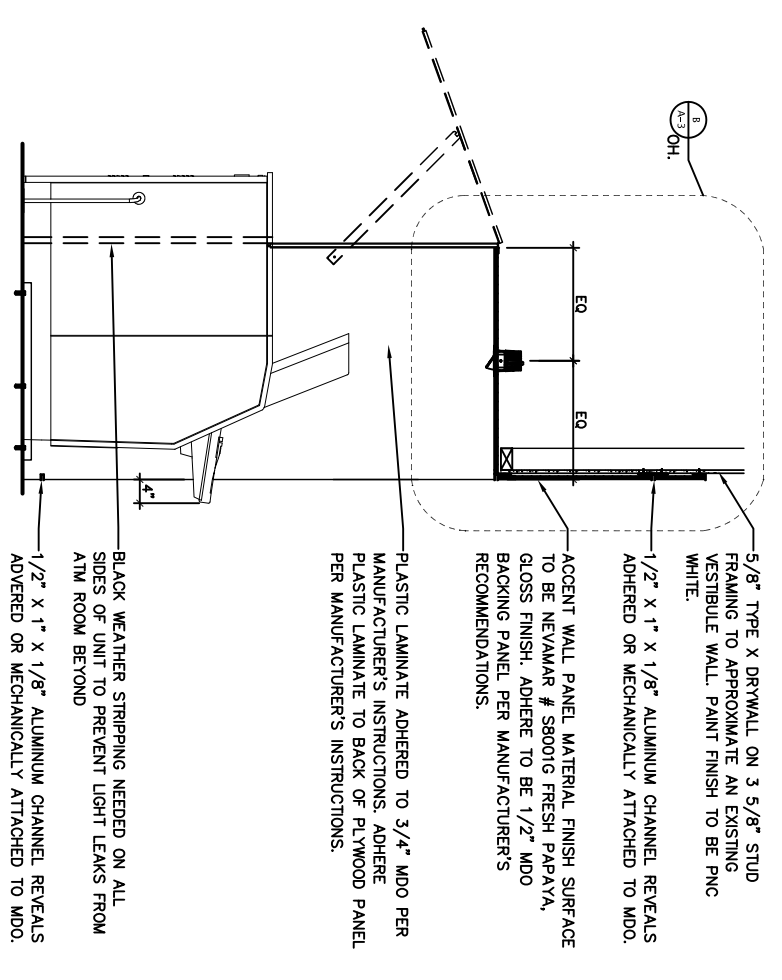 B
A-3
OH.
EQ
EQ
4"
5/8" TYPE X DRYWALL ON 3 5/8" STUD
FRAMING TO APPROXIMATE AN EXISTING
VESTIBULE WALL. PAINT FINISH TO BE PNC
WHITE.
1/2" X 1" X 1/8" ALUMINUM CHANNEL REVEALS
ADHERED OR MECHANICALLY ATTACHED TO MDO.
ACCENT WALL PANEL MATERIAL FINISH SURFACE
TO BE NEVAMAR # S8001G FRESH PAPAYA,
GLOSS FINISH. ADHERE TO BE 1/2" MDO
BACKING PANEL PER MANUFACTURER'S
RECOMMENDATIONS.
PLASTIC LAMINATE ADHERED TO 3/4" MDO PER
MANUFACTURER'S INSTRUCTIONS. ADHERE
PLASTIC LAMINATE TO BACK OF PLYWOOD PANEL
PER MANUFACTURER'S INSTRUCTIONS.
BLACK WEATHER STRIPPING NEEDED ON ALL
SIDES OF UNIT TO PREVENT LIGHT LEAKS FROM
ATM ROOM BEYOND
1/2" X 1" X 1/8" ALUMINUM CHANNEL REVEALS
ADVERED OR MECHANICALLY ATTACHED TO MDO.